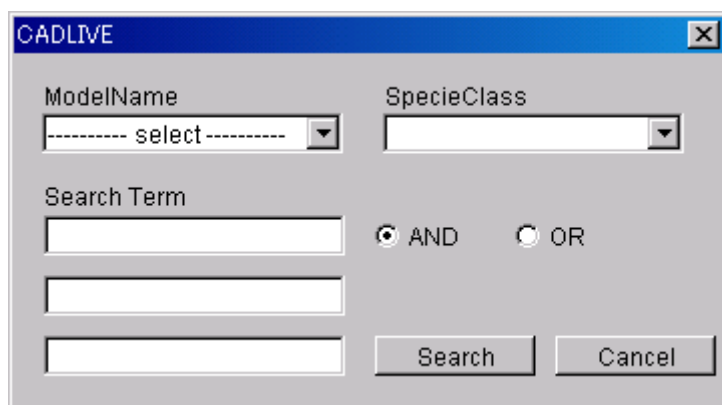 CADLIVE
ModelName
SpecieClass
---------- select ----------
Search Term
AND
OR
Search
Cancel